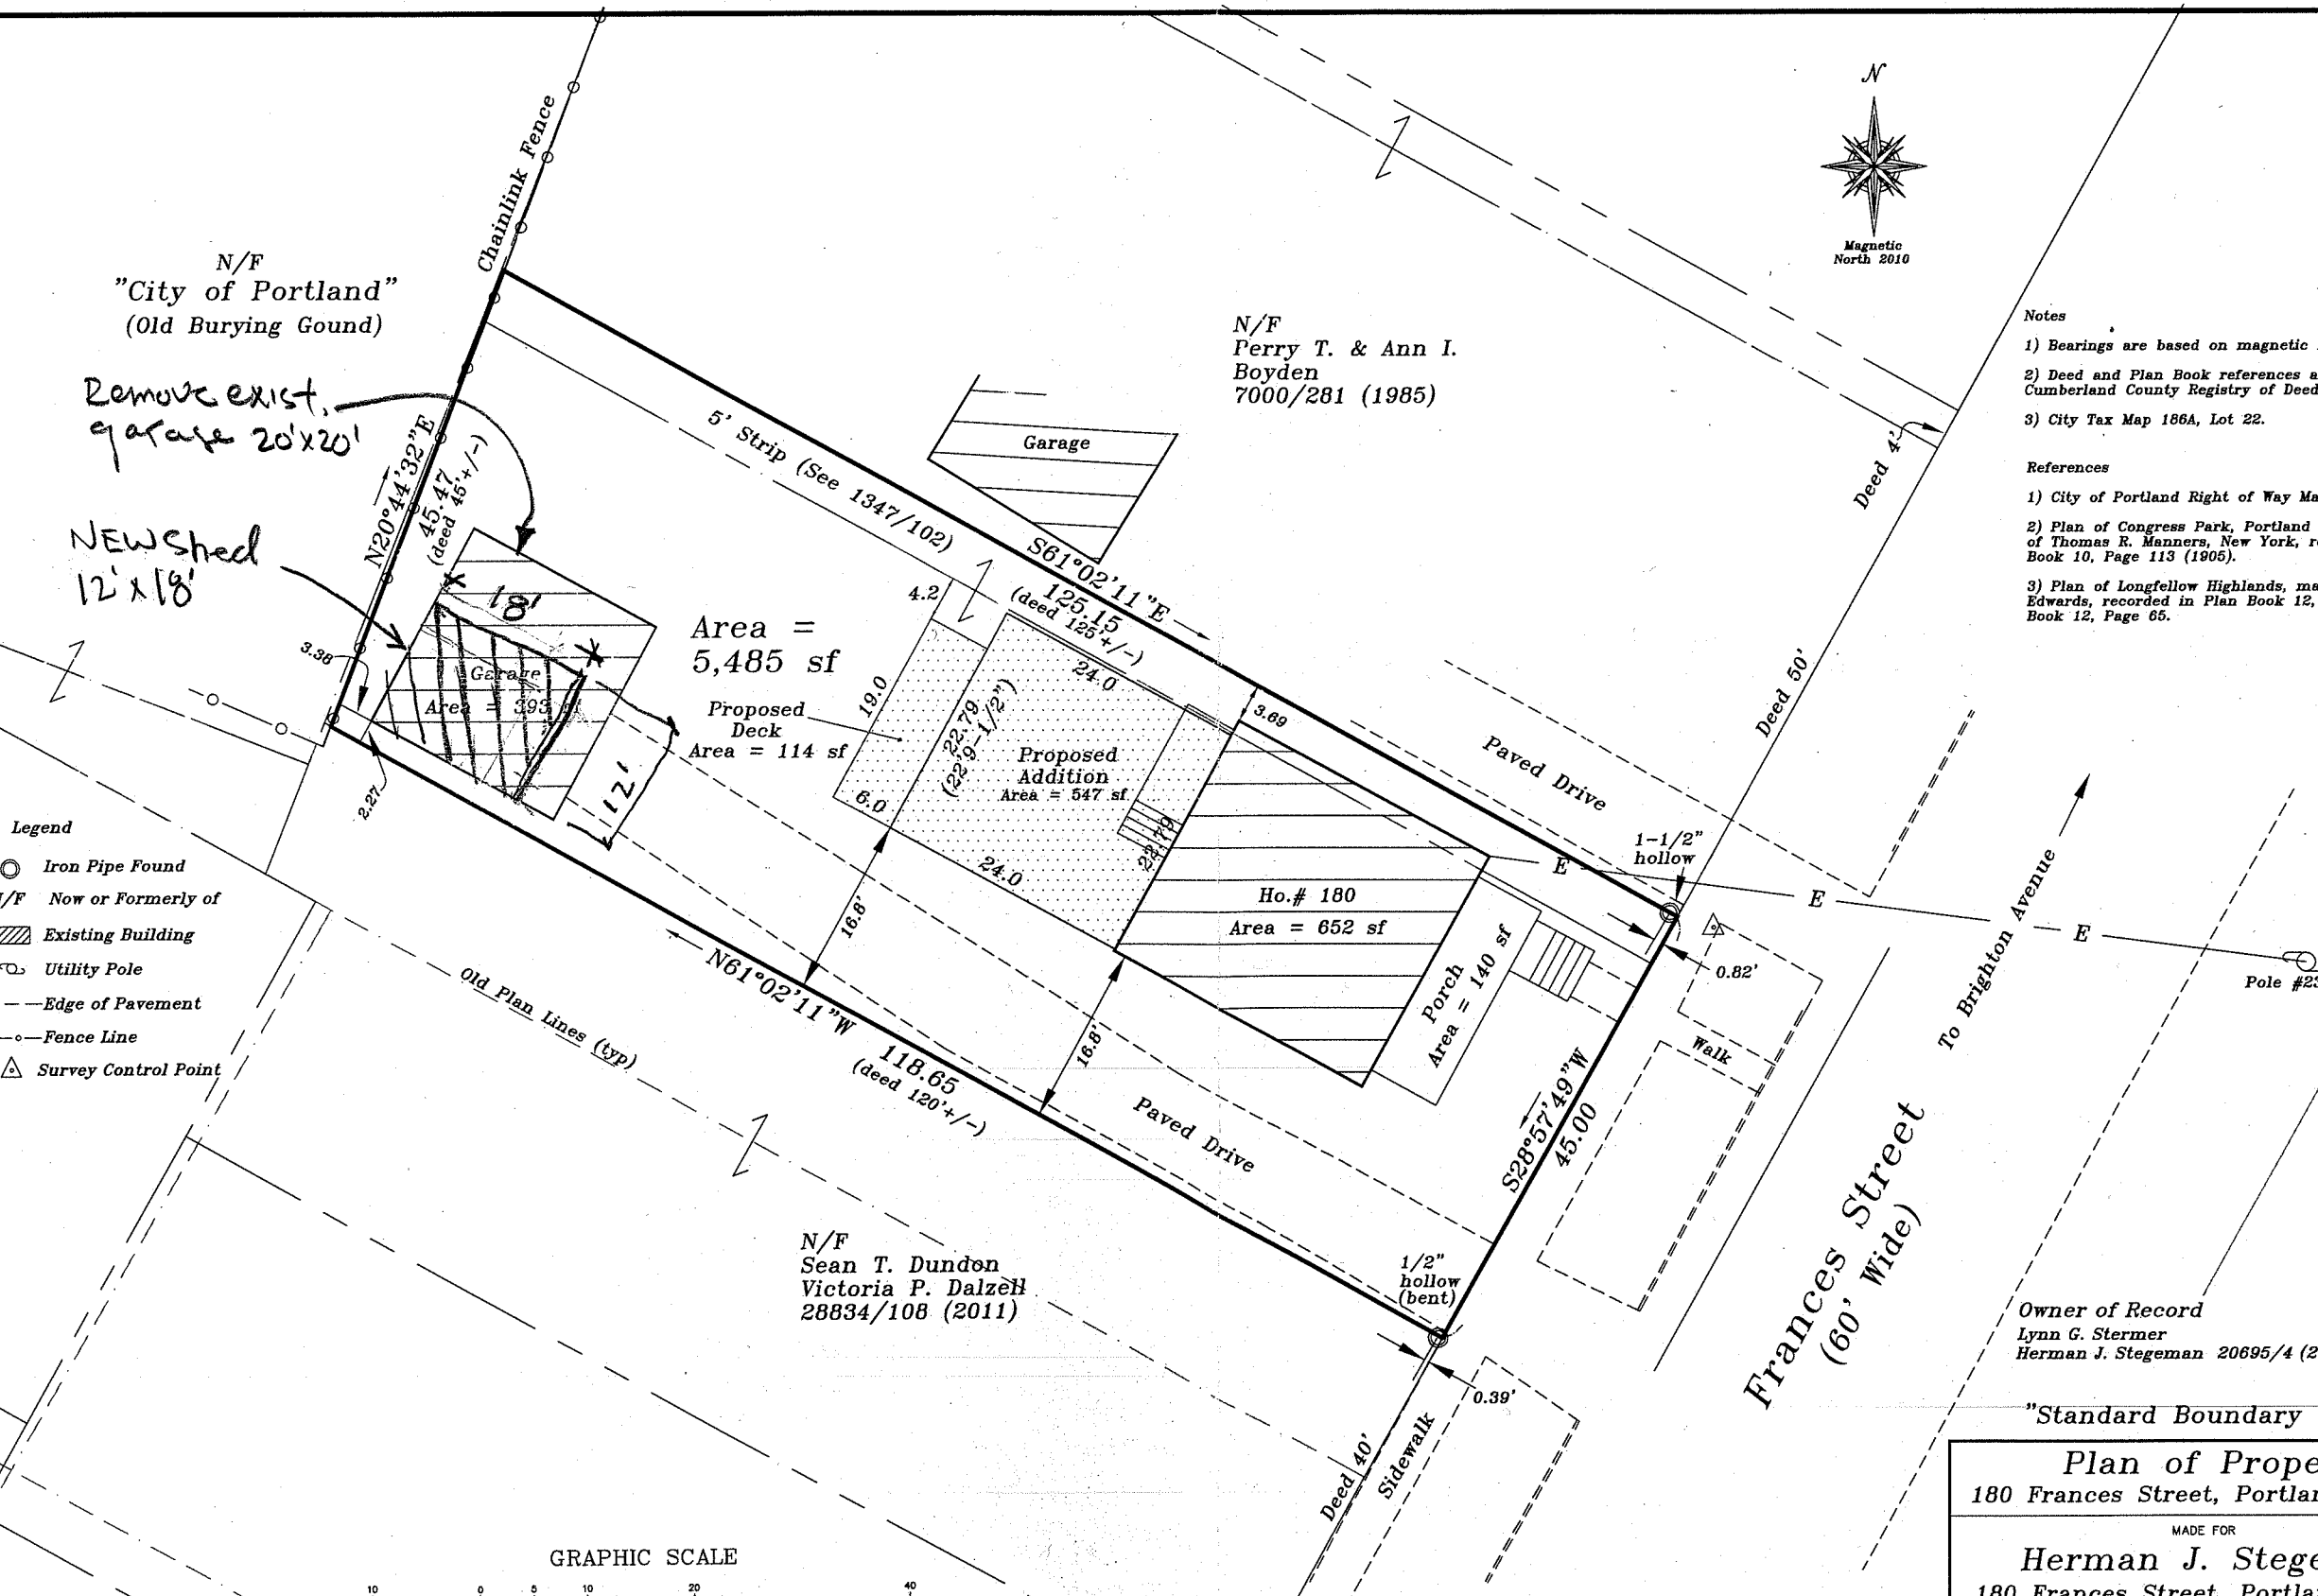 N
Magnetic
North 2010
Chainlink Fence
N/F
"City of Portland"
(Old Burying Gound)
Remove exist.
garage 20'x20'
NEW Shed
12'x18'
N20°44'32"E
45.47
(deed 45'+/-)
3.38
2.27
18'
12'
Garage
Area = 393
5' Strip (See 1347/102)
N/F
Perry T. & Ann I.
Boyden
7000/281 (1985)
Garage
S61°02'11"E
125.15
(deed 125'+/-)
Area =
5,485 sf
Proposed
Deck
Area = 114 sf
4.2
19.0
6.0
22.79
(22'9-1/2")
24.0
Proposed
Addition
Area = 547 sf
22.79
24.0
3.69
16.8'
16.8'
Ho.# 180
Area = 652 sf
Porch
Area = 140 sf
Paved Drive
Paved Drive
1-1/2"
hollow
E
E
E
Pole #23
0.82'
Walk
Deed 4'
Deed 50'
To Brighton Avenue
Frances Street
(60' Wide)
S28°57'49"W
45.00
N61°02'11"W
118.65
(deed 120'+/-)
Old Plan Lines (typ)
1/2"
hollow
(bent)
0.39'
Deed 40'
Sidewalk
N/F
Sean T. Dundon
Victoria P. Dalzell
28834/108 (2011)
Legend
Iron Pipe Found
/F Now or Formerly of
Existing Building
Utility Pole
Edge of Pavement
Fence Line
Survey Control Point
Notes
1) Bearings are based on magnetic
2) Deed and Plan Book references a
Cumberland County Registry of Deed
3) City Tax Map 186A, Lot 22.
References
1) City of Portland Right of Way Ma
2) Plan of Congress Park, Portland
of Thomas R. Manners, New York, r
Book 10, Page 113 (1905).
3) Plan of Longfellow Highlands, ma
Edwards, recorded in Plan Book 12,
Book 12, Page 65.
Owner of Record
Lynn G. Stermer
Herman J. Stegeman 20695/4 (2
"Standard Boundary
Plan of Prope
180 Frances Street, Portlan
MADE FOR
Herman J. Stege
180 Frances Street, Portla
GRAPHIC SCALE
10 0 5 10 20 40